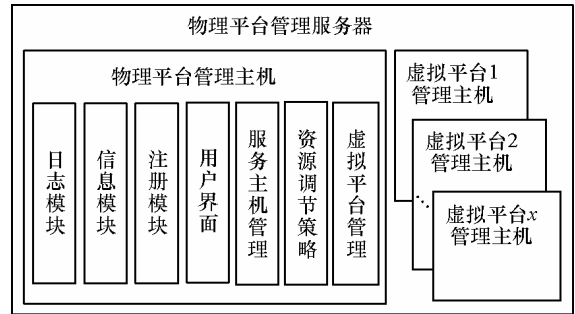 物理平台管理服务器
物理平台管理主机
日志模块
信息模块
注册模块
用户界面
服务主机管理
资源调节策略
虚拟平台管理
虚拟平台1
管理主机
虚拟平台2
管理主机
虚拟平台x
管理主机